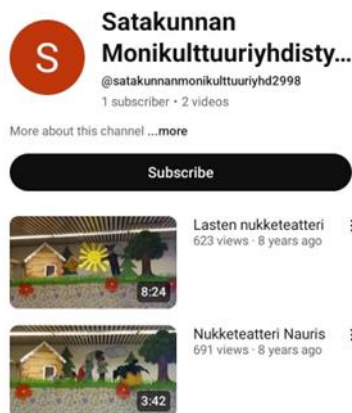 S
Satakunnan
Monikulttuuriyhdisty...
@satakunnanmonikulttuuriyhd2998
1 subscriber • 2 videos
More about this channel ...more
Subscribe
Lasten nukketeatteri
623 views · 8 years ago
8:24
Nukketeatteri Nauris
691 views · 8 years ago
3:42